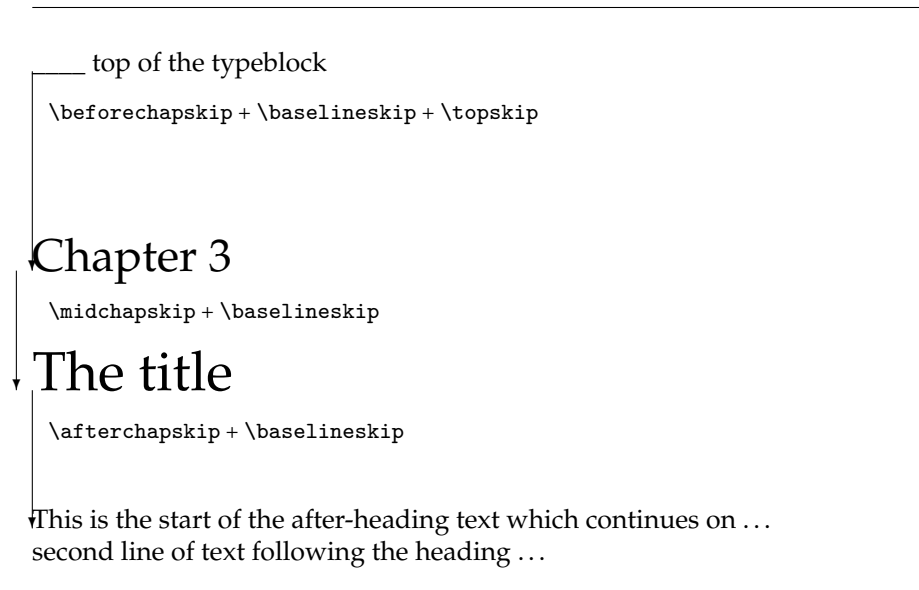 ____ top of the typeblock
\beforechapskip + \baselineskip + \topskip
Chapter 3
\midchapskip + \baselineskip
The title
\afterchapskip + \baselineskip
This is the start of the after-heading text which continues on ...
second line of text following the heading ...